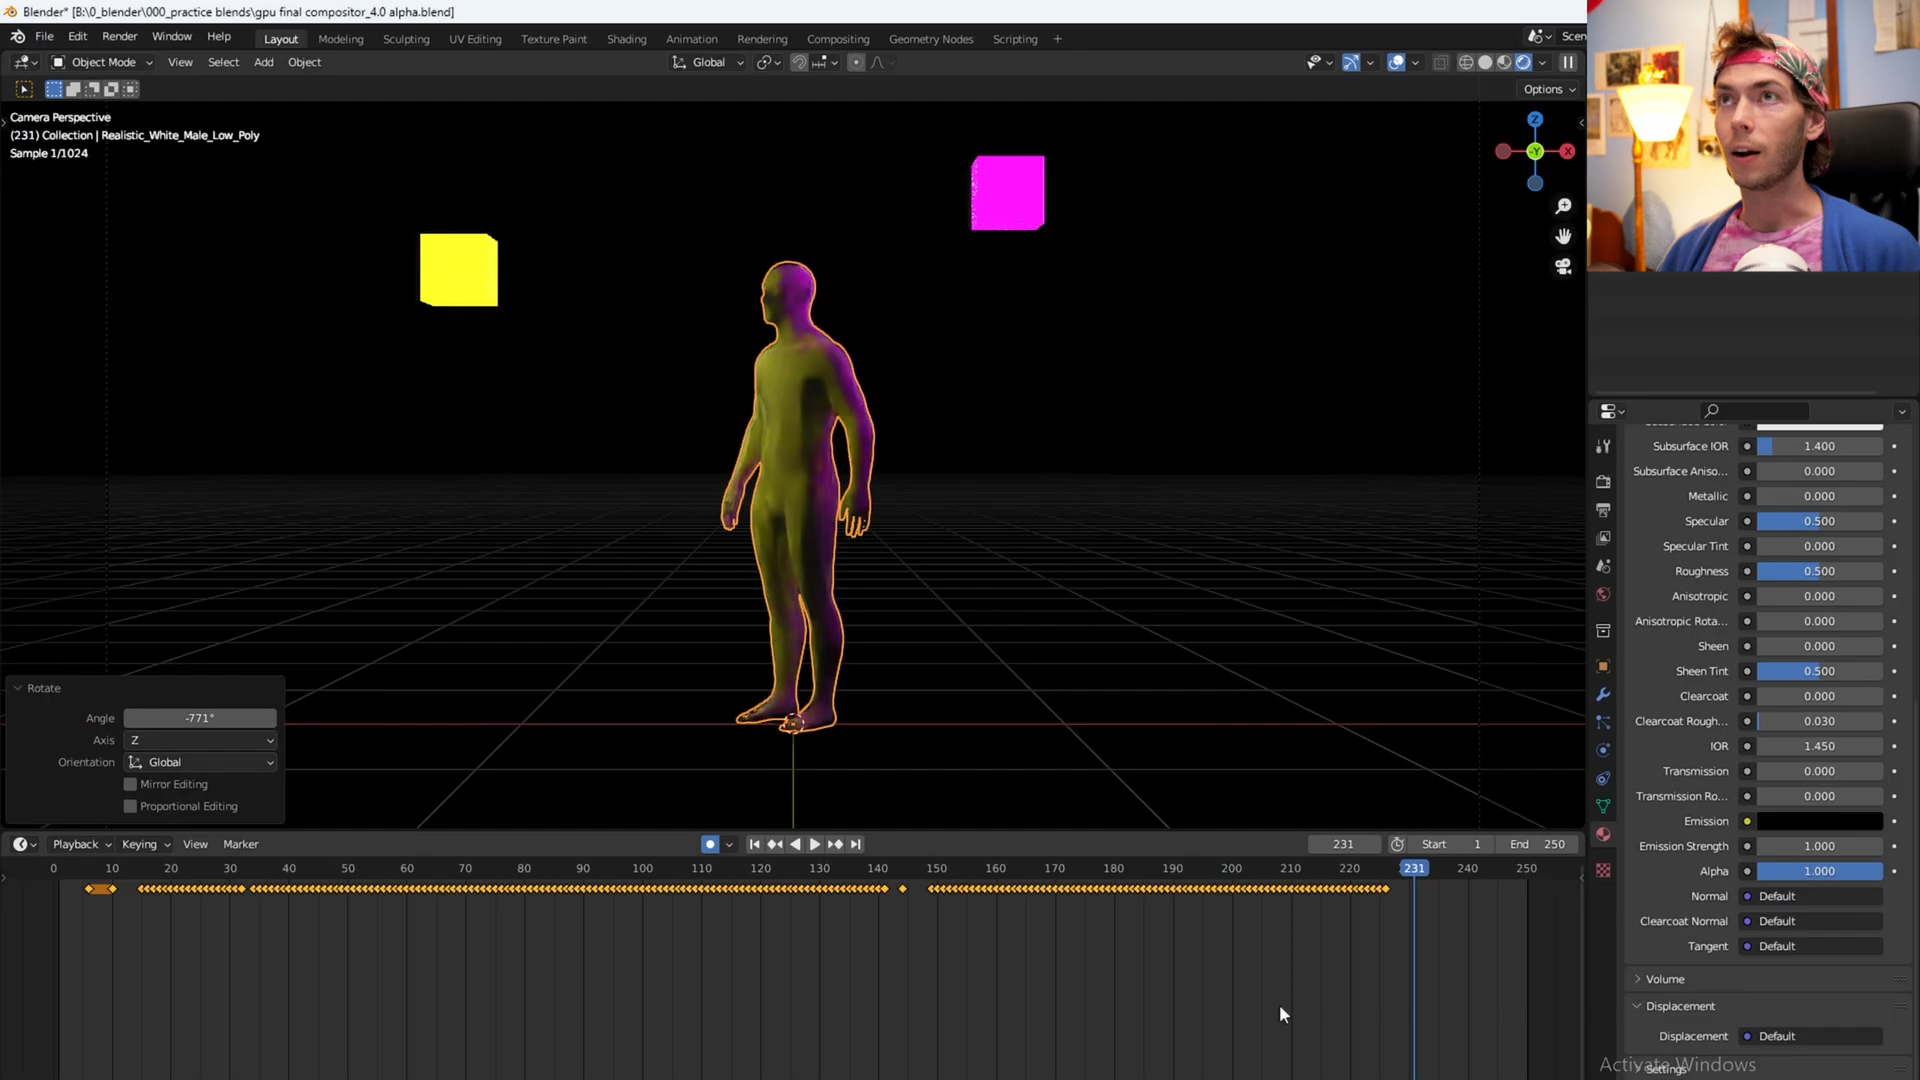 Blender* [B:\0_blender\000_practice blends\gpu final compositor_4.0 alpha.blend]
File Edit Render Window Help Layout Modeling Sculpting UV Editing Texture Paint Shading Animation Rendering Compositing Geometry Nodes Scripting + Scen
Object Mode View Select Add Object Global
Options
Camera Perspective
(231) Collection | Realistic_White_Male_Low_Poly
Sample 1/1024
Z
-Y X
Rotate
Angle -771°
Axis Z
Orientation Global
Mirror Editing
Proportional Editing
Playback Keying View Marker 231 Start 1 End 250
0 10 20 30 40 50 60 70 80 90 100 110 120 130 140 150 160 170 180 190 200 210 220 231 240 250
Subsurface IOR 1.400
Subsurface Aniso... 0.000
Metallic 0.000
Specular 0.500
Specular Tint 0.000
Roughness 0.500
Anisotropic 0.000
Anisotropic Rota... 0.000
Sheen 0.000
Sheen Tint 0.500
Clearcoat 0.000
Clearcoat Rough... 0.030
IOR 1.450
Transmission 0.000
Transmission Ro... 0.000
Emission
Emission Strength 1.000
Alpha 1.000
Normal Default
Clearcoat Normal Default
Tangent Default
Volume
Displacement
Displacement Default
Activate Windows
Settings